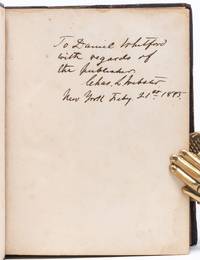 To Daniel Whitford
with regards of
the publisher
Chas. L. Webster
New York Feby. 21st 1885.